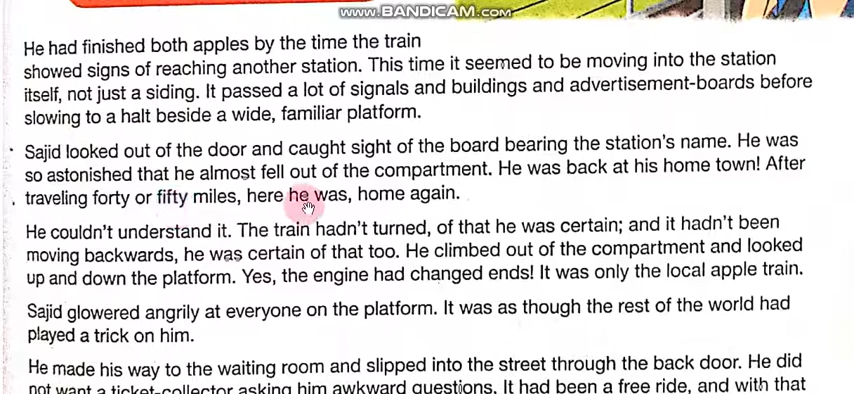 www.BANDICAM.com
He had finished both apples by the time the train
showed signs of reaching another station. This time it seemed to be moving into the station
itself, not just a siding. It passed a lot of signals and buildings and advertisement-boards before
slowing to a halt beside a wide, familiar platform.
Sajid looked out of the door and caught sight of the board bearing the station's name. He was
so astonished that he almost fell out of the compartment. He was back at his home town! After
traveling forty or fifty miles, here he was, home again.
He couldn't understand it. The train hadn't turned, of that he was certain; and it hadn't been
moving backwards, he was certain of that too. He climbed out of the compartment and looked
up and down the platform. Yes, the engine had changed ends! It was only the local apple train.
Sajid glowered angrily at everyone on the platform. It was as though the rest of the world had
played a trick on him.
He made his way to the waiting room and slipped into the street through the back door. He did
not want a ticket-collector asking him awkward questions. It had been a free ride, and with that